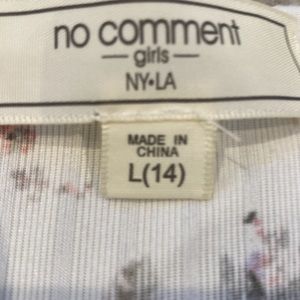 no comment
girls
NY•LA
MADE IN
CHINA
L(14)